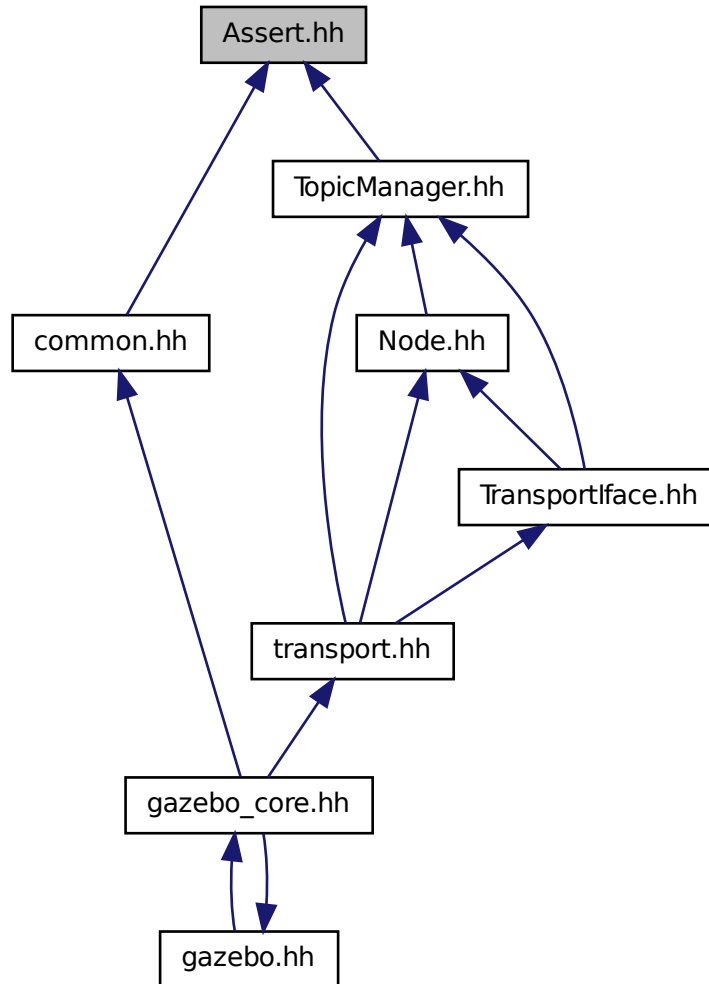 Assert.hh
TopicManager.hh
common.hh
Node.hh
TransportIface.hh
transport.hh
gazebo_core.hh
gazebo.hh